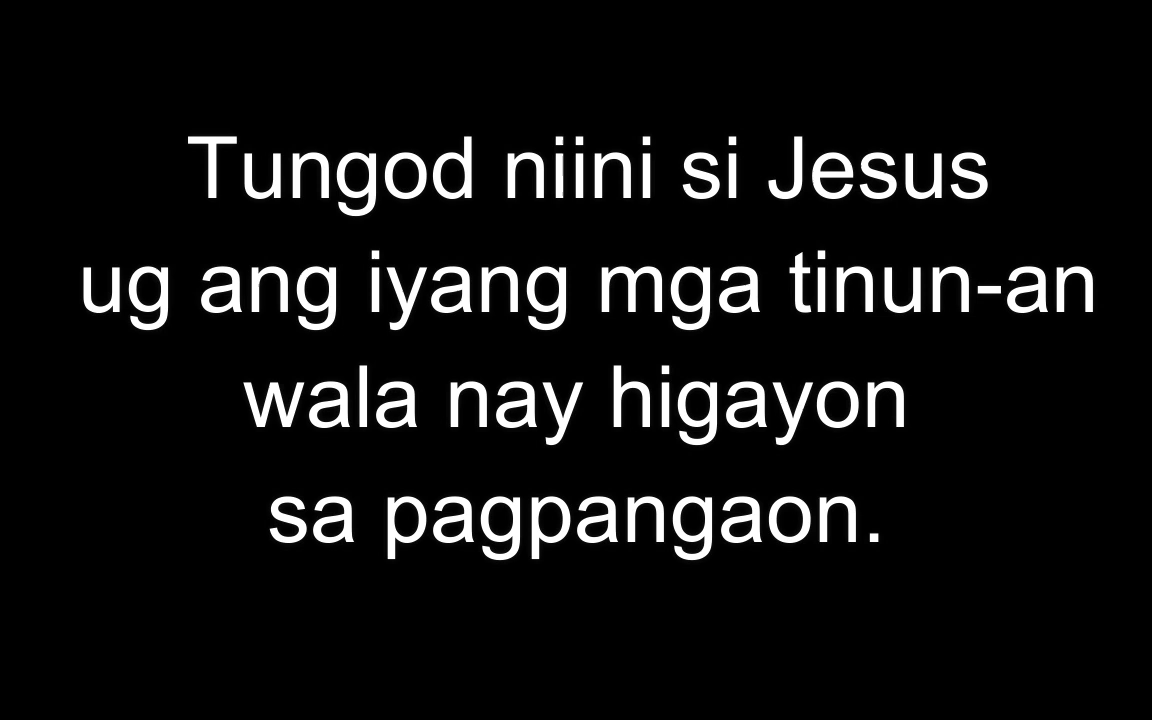 Tungod niini si Jesus
ug ang iyang mga tinun-an
wala nay higayon
sa pagpangaon.